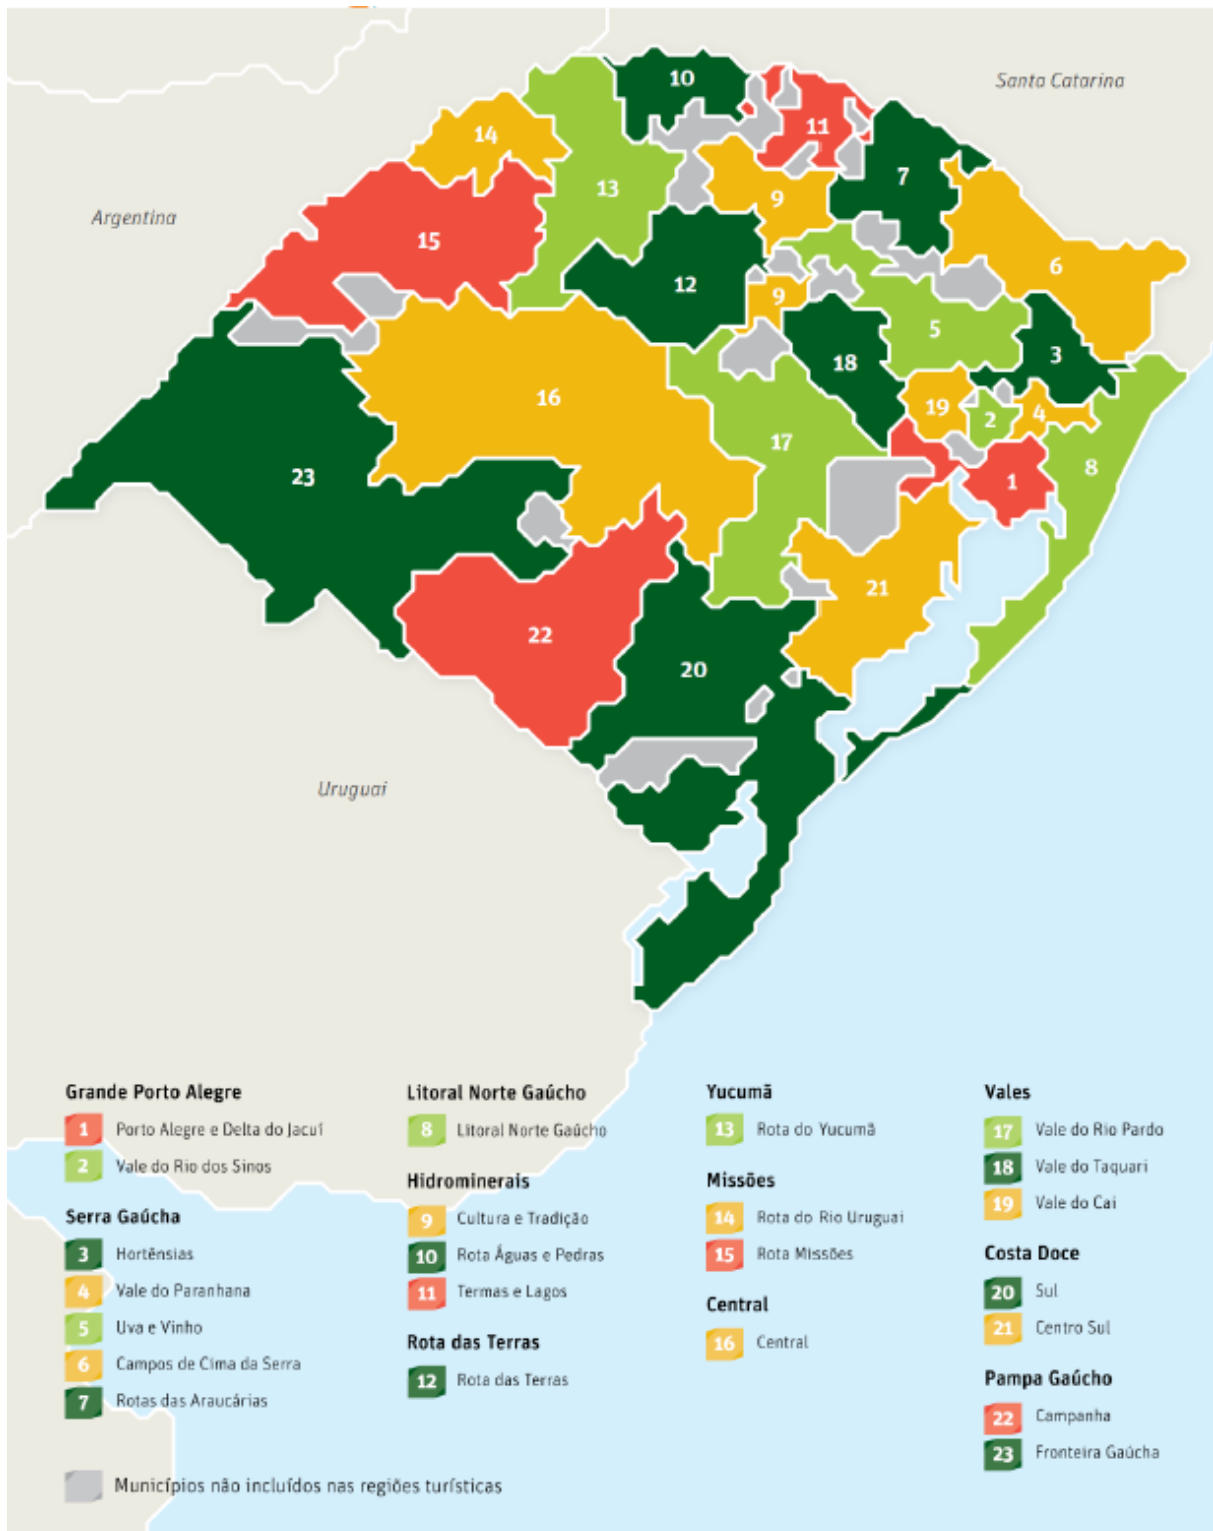 10
Santa Catarina
14
11
7
13
9
Argentina
15
6
12
9
5
3
18
16
19
2
4
17
8
23
1
21
22
20
Uruguai
Grande Porto Alegre
1 Porto Alegre e Delta do Jacuí
2 Vale do Rio dos Sinos
Serra Gaúcha
3 Hortênsias
4 Vale do Paranhana
5 Uva e Vinho
6 Campos de Cima da Serra
7 Rotas das Araucárias
Municípios não incluídos nas regiões turísticas
Litoral Norte Gaúcho
8 Litoral Norte Gaúcho
Hidrominerais
9 Cultura e Tradição
10 Rota Águas e Pedras
11 Termas e Lagos
Rota das Terras
12 Rota das Terras
Yucumã
13 Rota do Yucumã
Missões
14 Rota do Rio Uruguai
15 Rota Missões
Central
16 Central
Vales
17 Vale do Rio Pardo
18 Vale do Taquari
19 Vale do Cai
Costa Doce
20 Sul
21 Centro Sul
Pampa Gaúcho
22 Campanha
23 Fronteira Gaúcha